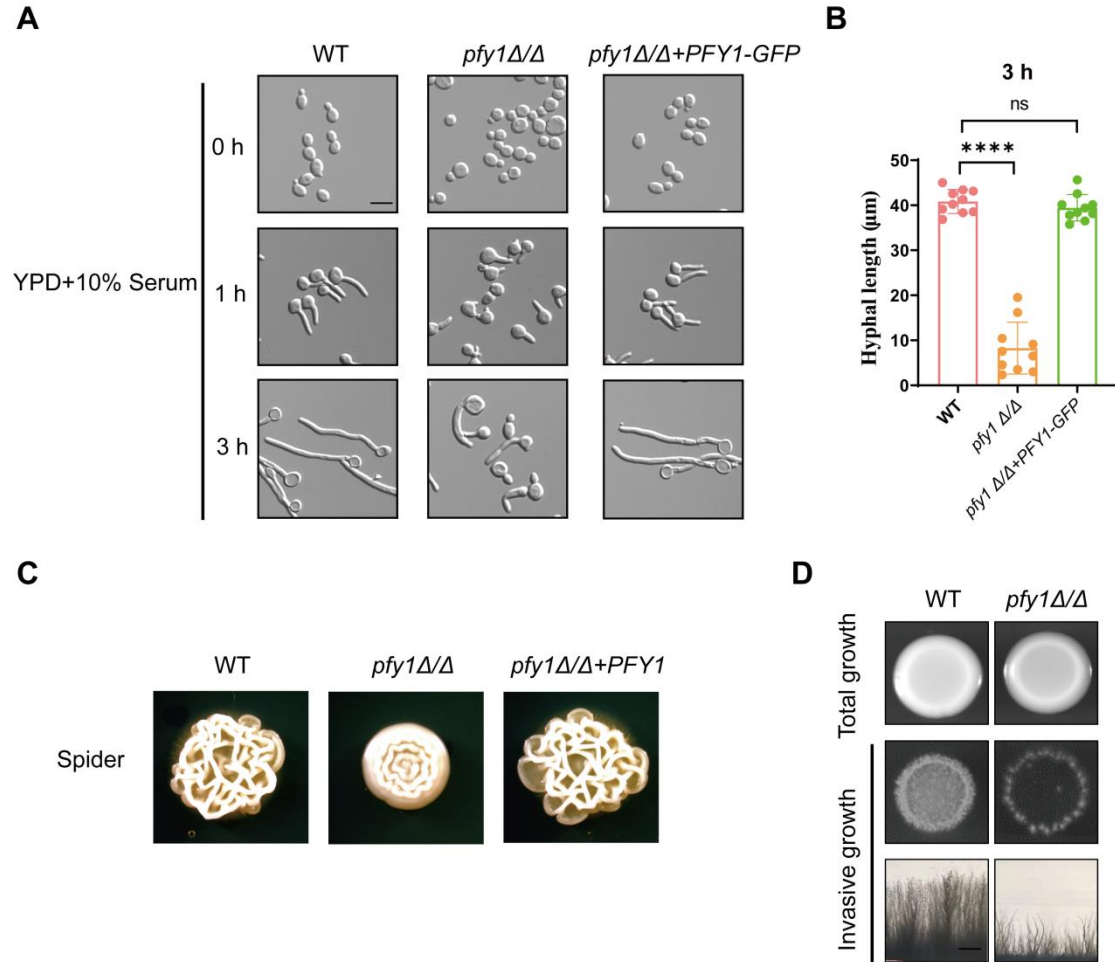 A
WT
pfy1Δ/Δ
pfy1Δ/Δ+PFY1-GFP
YPD+10% Serum
0 h
1 h
3 h
B
3 h
ns
****
Hyphal length (μm)
50
40
30
20
10
0
WT
pfy1 Δ/Δ
pfy1 Δ/Δ+PFY1-GFP
C
WT
pfy1Δ/Δ
pfy1Δ/Δ+PFY1
Spider
D
WT
pfy1Δ/Δ
Total growth
Invasive growth